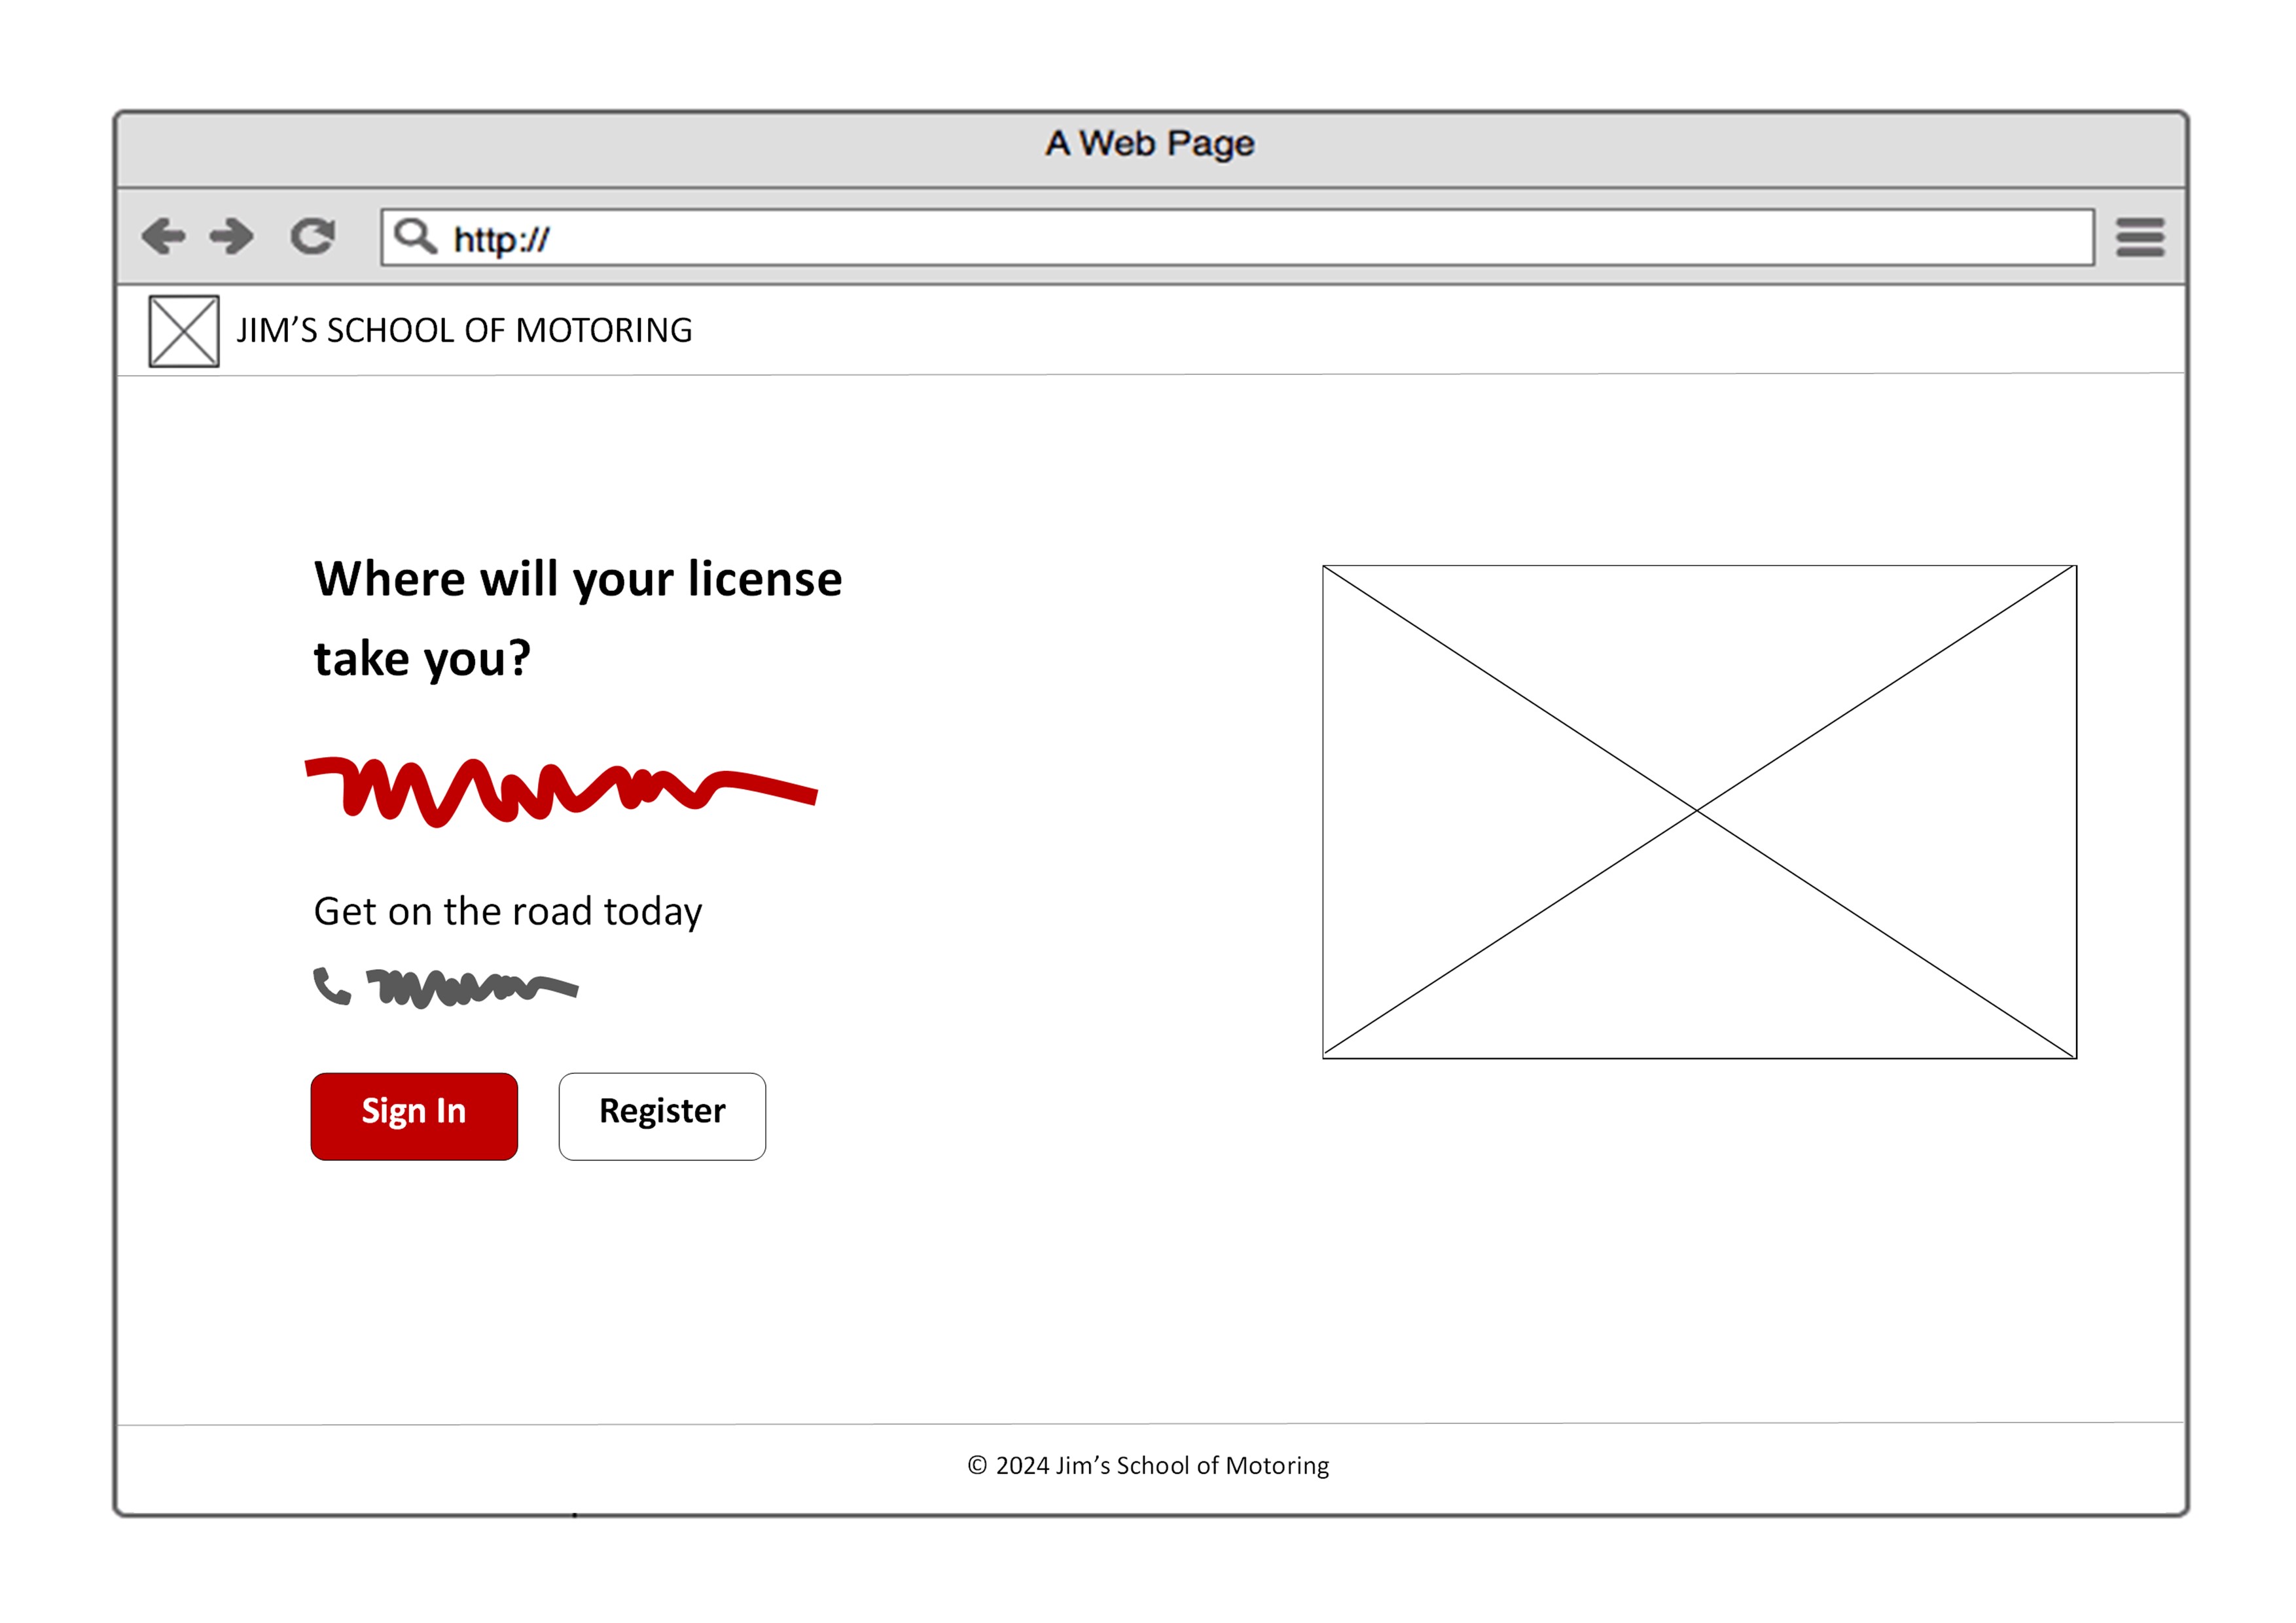 A Web Page
http://
JIM’S SCHOOL OF MOTORING
Where will your license
take you?
Get on the road today
Sign In
Register
© 2024 Jim’s School of Motoring